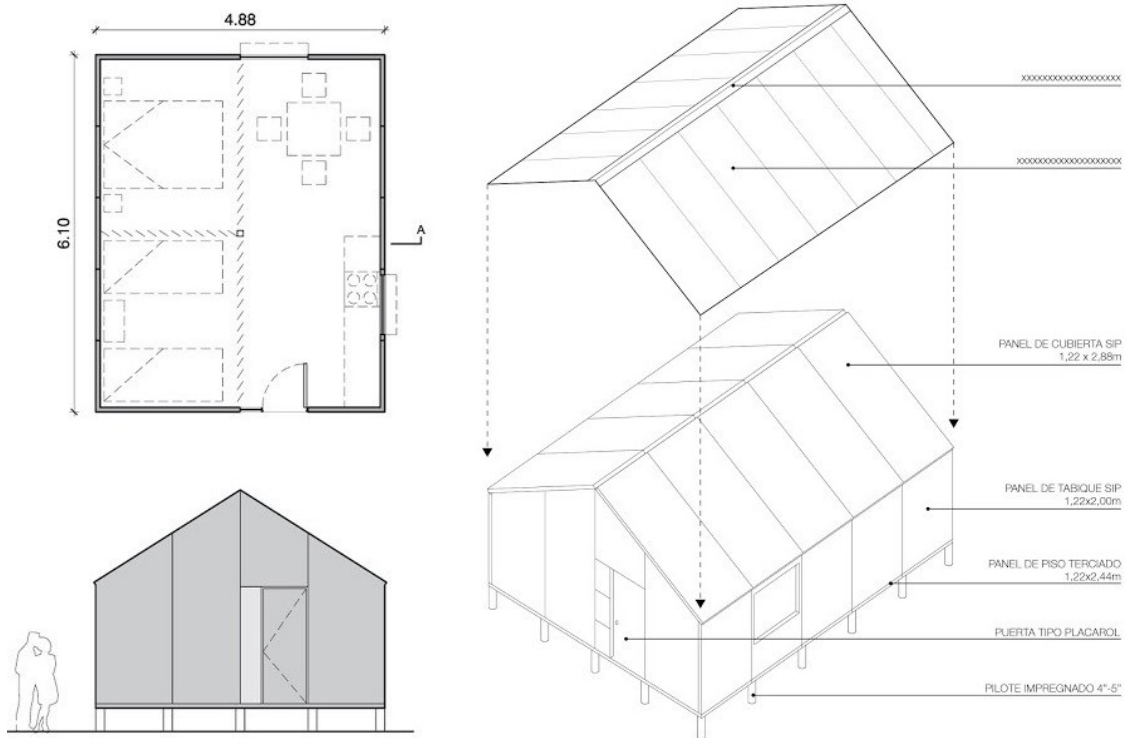 4.88
6.10
A
xxxxxxxxxxxxxxxxxxx
xxxxxxxxxxxxxxxxxxxx
PANEL DE CUBIERTA SIP
1,22 x 2,88m
PANEL DE TABIQUE SIP
1,22x2,00m
PANEL DE PISO TERCIADO
1,22x2,44m
PUERTA TIPO PLACAROL
PILOTE IMPREGNADO 4"-5"